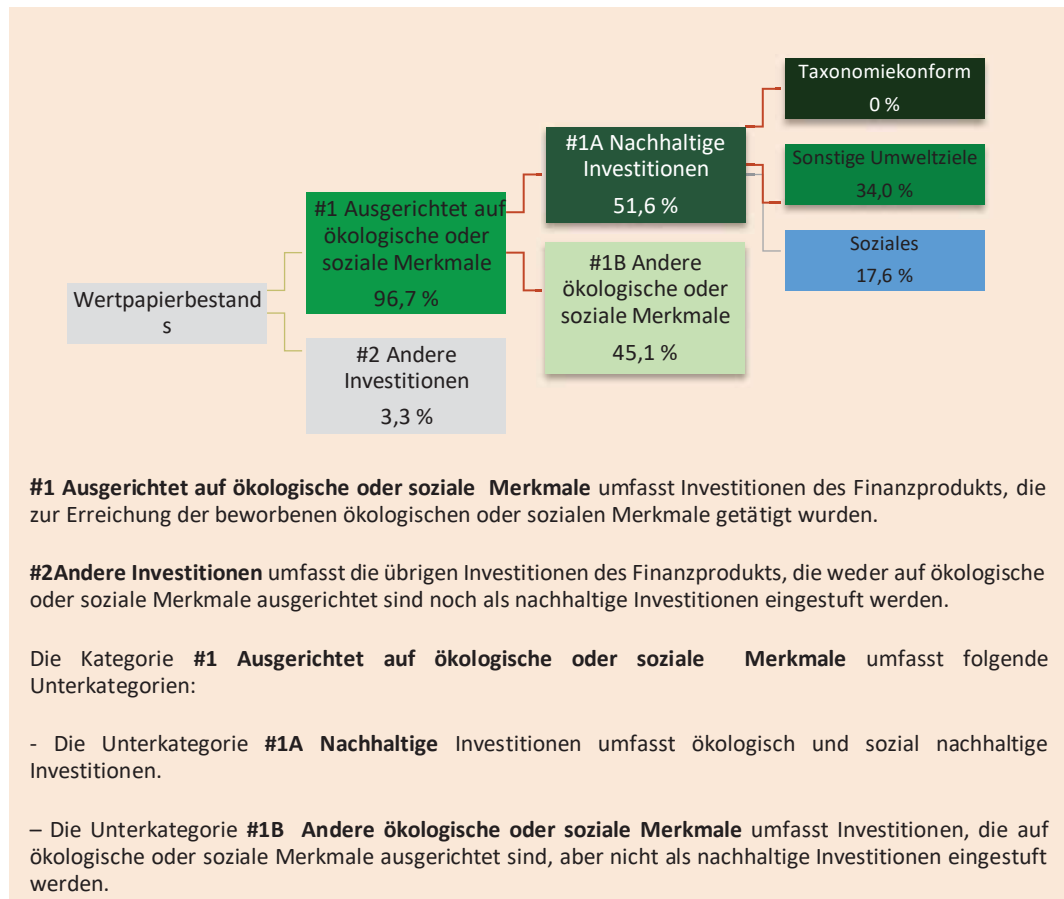 Taxonomiekonform
0 %
#1A Nachhaltige
Investitionen
51,6 %
Sonstige Umweltziele
34,0 %
#1 Ausgerichtet auf
ökologische oder
soziale Merkmale
96,7 %
Soziales
17,6 %
#1B Andere
ökologische oder
soziale Merkmale
45,1 %
Wertpapierbestand
s
#2 Andere
Investitionen
3,3 %
#1 Ausgerichtet auf ökologische oder soziale Merkmale umfasst Investitionen des Finanzprodukts, die
zur Erreichung der beworbenen ökologischen oder sozialen Merkmale getätigt wurden.
#2Andere Investitionen umfasst die übrigen Investitionen des Finanzprodukts, die weder auf ökologische
oder soziale Merkmale ausgerichtet sind noch als nachhaltige Investitionen eingestuft werden.
Die Kategorie #1 Ausgerichtet auf ökologische oder soziale Merkmale umfasst folgende
Unterkategorien:
- Die Unterkategorie #1A Nachhaltige Investitionen umfasst ökologisch und sozial nachhaltige
Investitionen.
– Die Unterkategorie #1B Andere ökologische oder soziale Merkmale umfasst Investitionen, die auf
ökologische oder soziale Merkmale ausgerichtet sind, aber nicht als nachhaltige Investitionen eingestuft
werden.